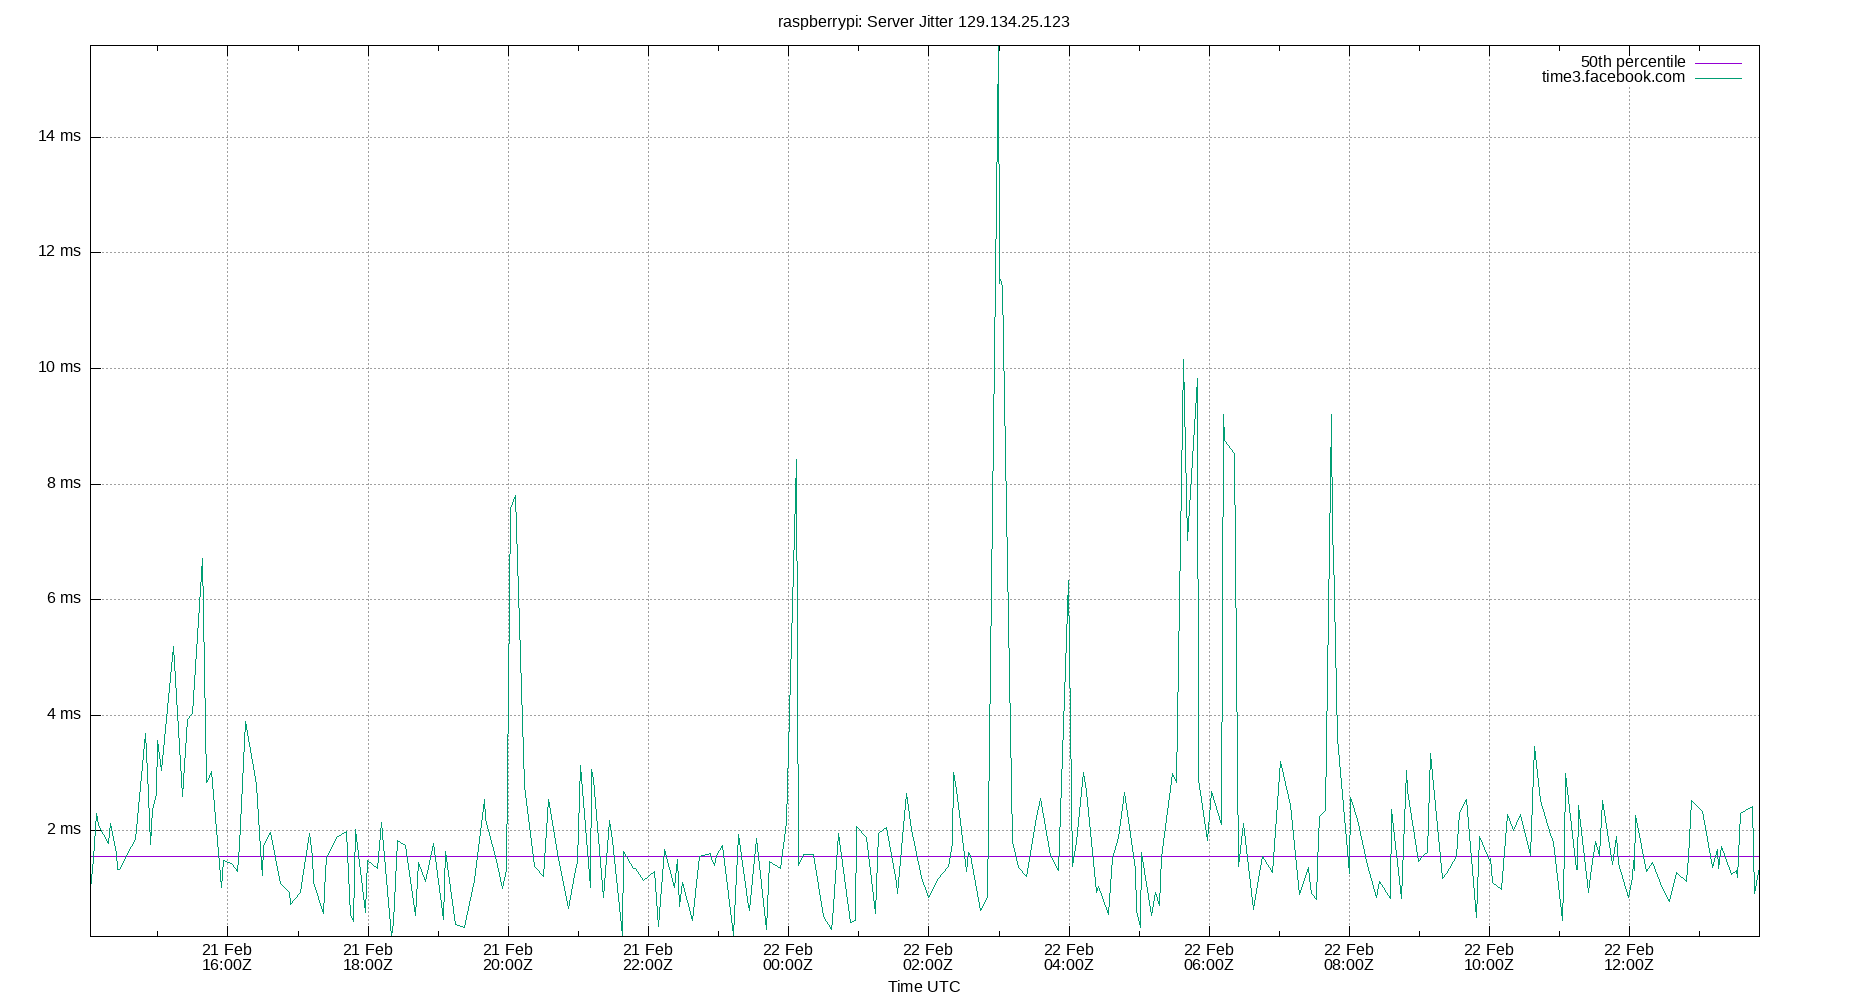 raspberrypi: Server Jitter 129.134.25.123
50th percentile
time3.facebook.com
14 ms
12 ms
10 ms
8 ms
6 ms
4 ms
2 ms
21 Feb 21 Feb 21 Feb 21 Feb 22 Feb 22 Feb 22 Feb 22 Feb 22 Feb 22 Feb 22 Feb
16:00Z 18:00Z 20:00Z 22:00Z 00:00Z 02:00Z 04:00Z 06:00Z 08:00Z 10:00Z 12:00Z
Time UTC